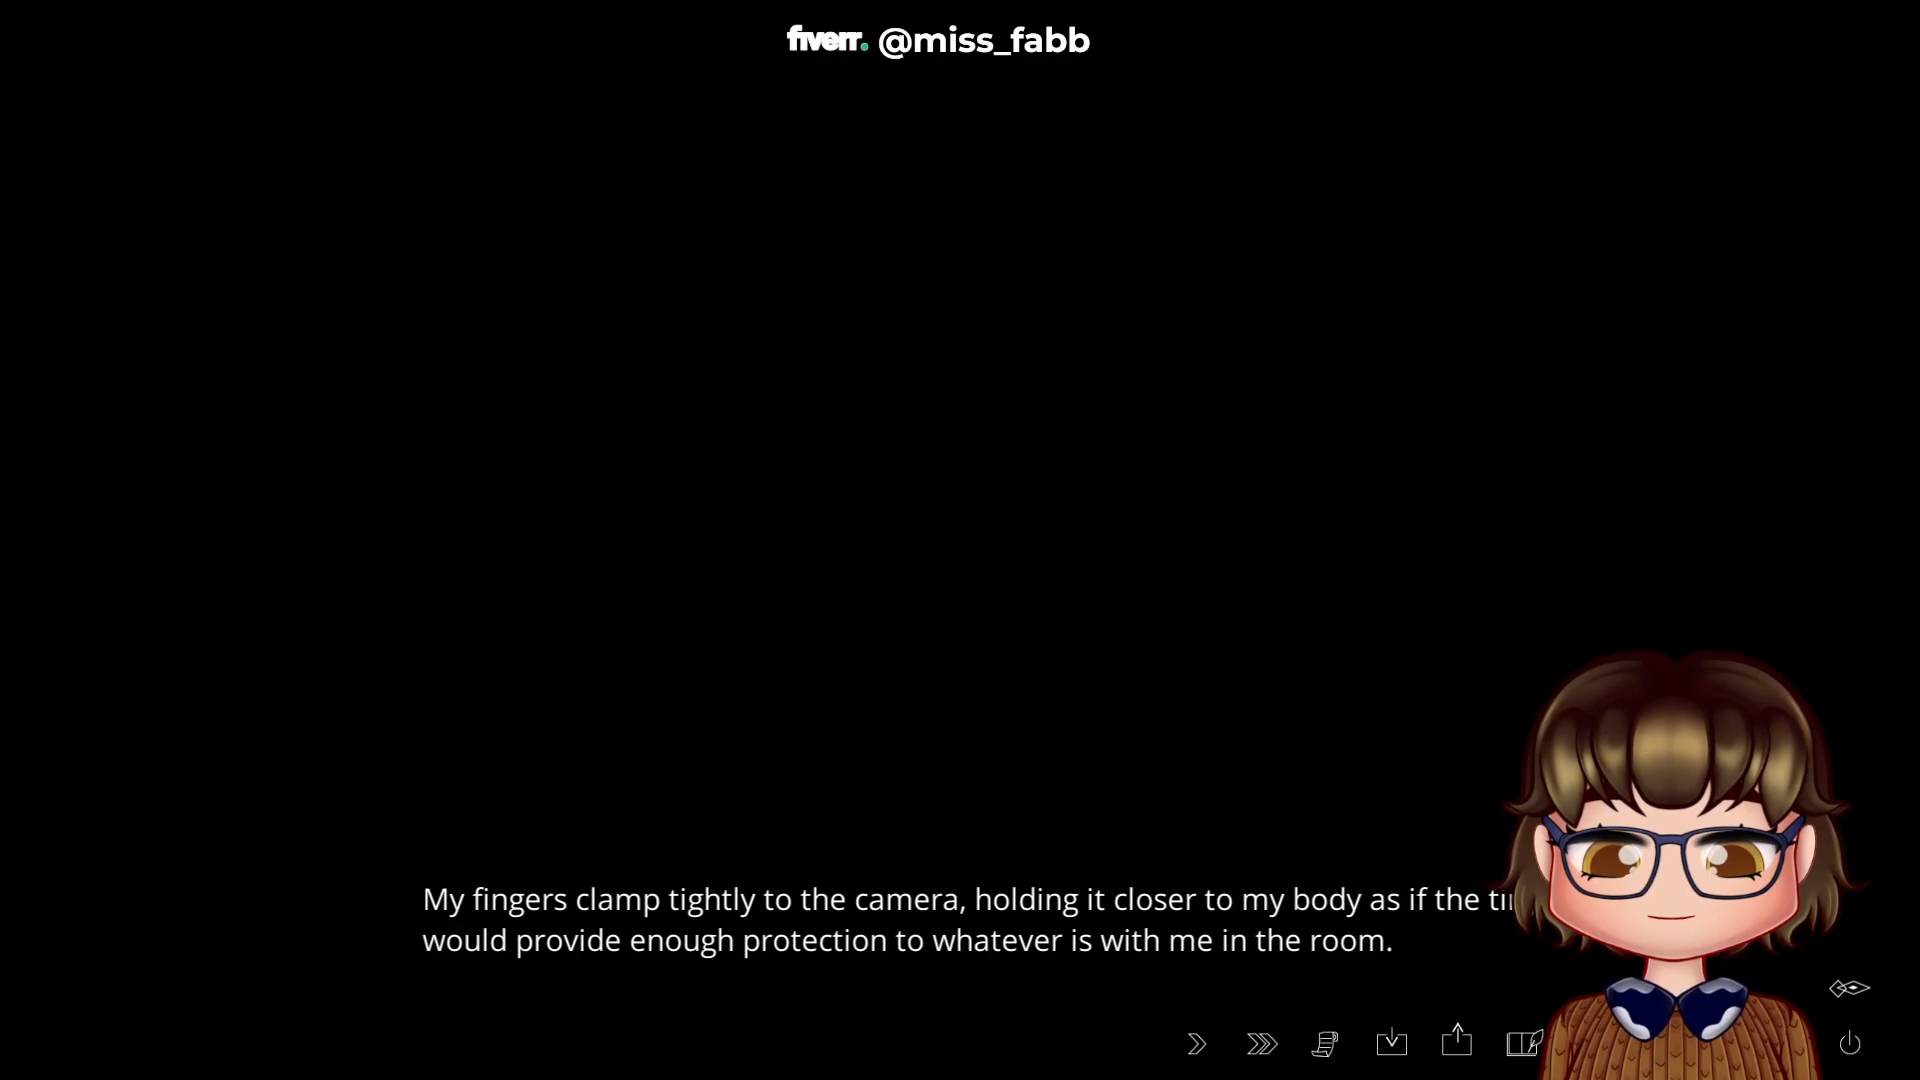 fiverr. @miss_fabb
My fingers clamp tightly to the camera, holding it closer to my body as if the
would provide enough protection to whatever is with me in the room.